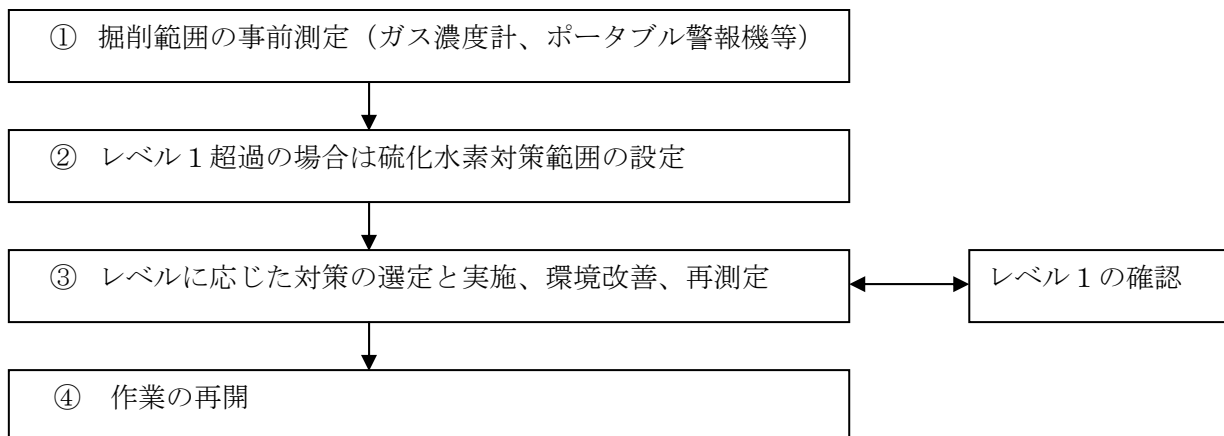 ① 掘削範囲の事前測定（ガス濃度計、ポータブル警報機等）
② レベル１超過の場合は硫化水素対策範囲の設定
③ レベルに応じた対策の選定と実施、環境改善、再測定
レベル１の確認
④ 作業の再開